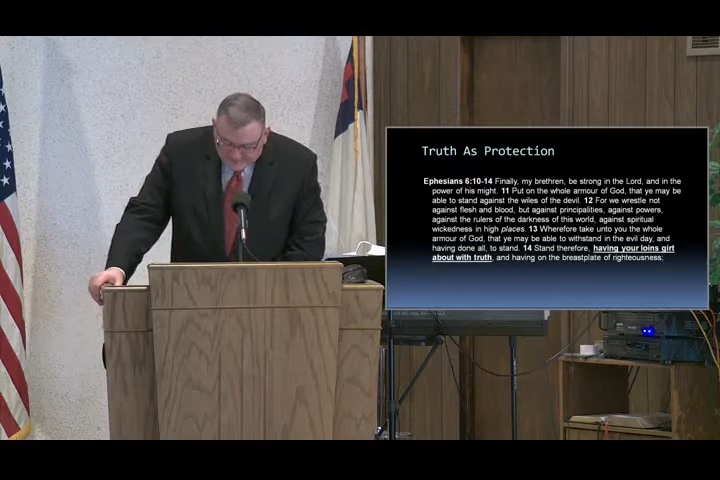 Truth As Protection
Ephesians 6:10-14 Finally, my brethren, be strong in the Lord, and in the
power of his might. 11 Put on the whole armour of God, that ye may be
able to stand against the wiles of the devil. 12 For we wrestle not
against flesh and blood, but against principalities, against powers,
against the rulers of the darkness of this world, against spiritual
wickedness in high places. 13 Wherefore take unto you the whole
armour of God, that ye may be able to withstand in the evil day, and
having done all, to stand. 14 Stand therefore, having your loins girt
about with truth, and having on the breastplate of righteousness;